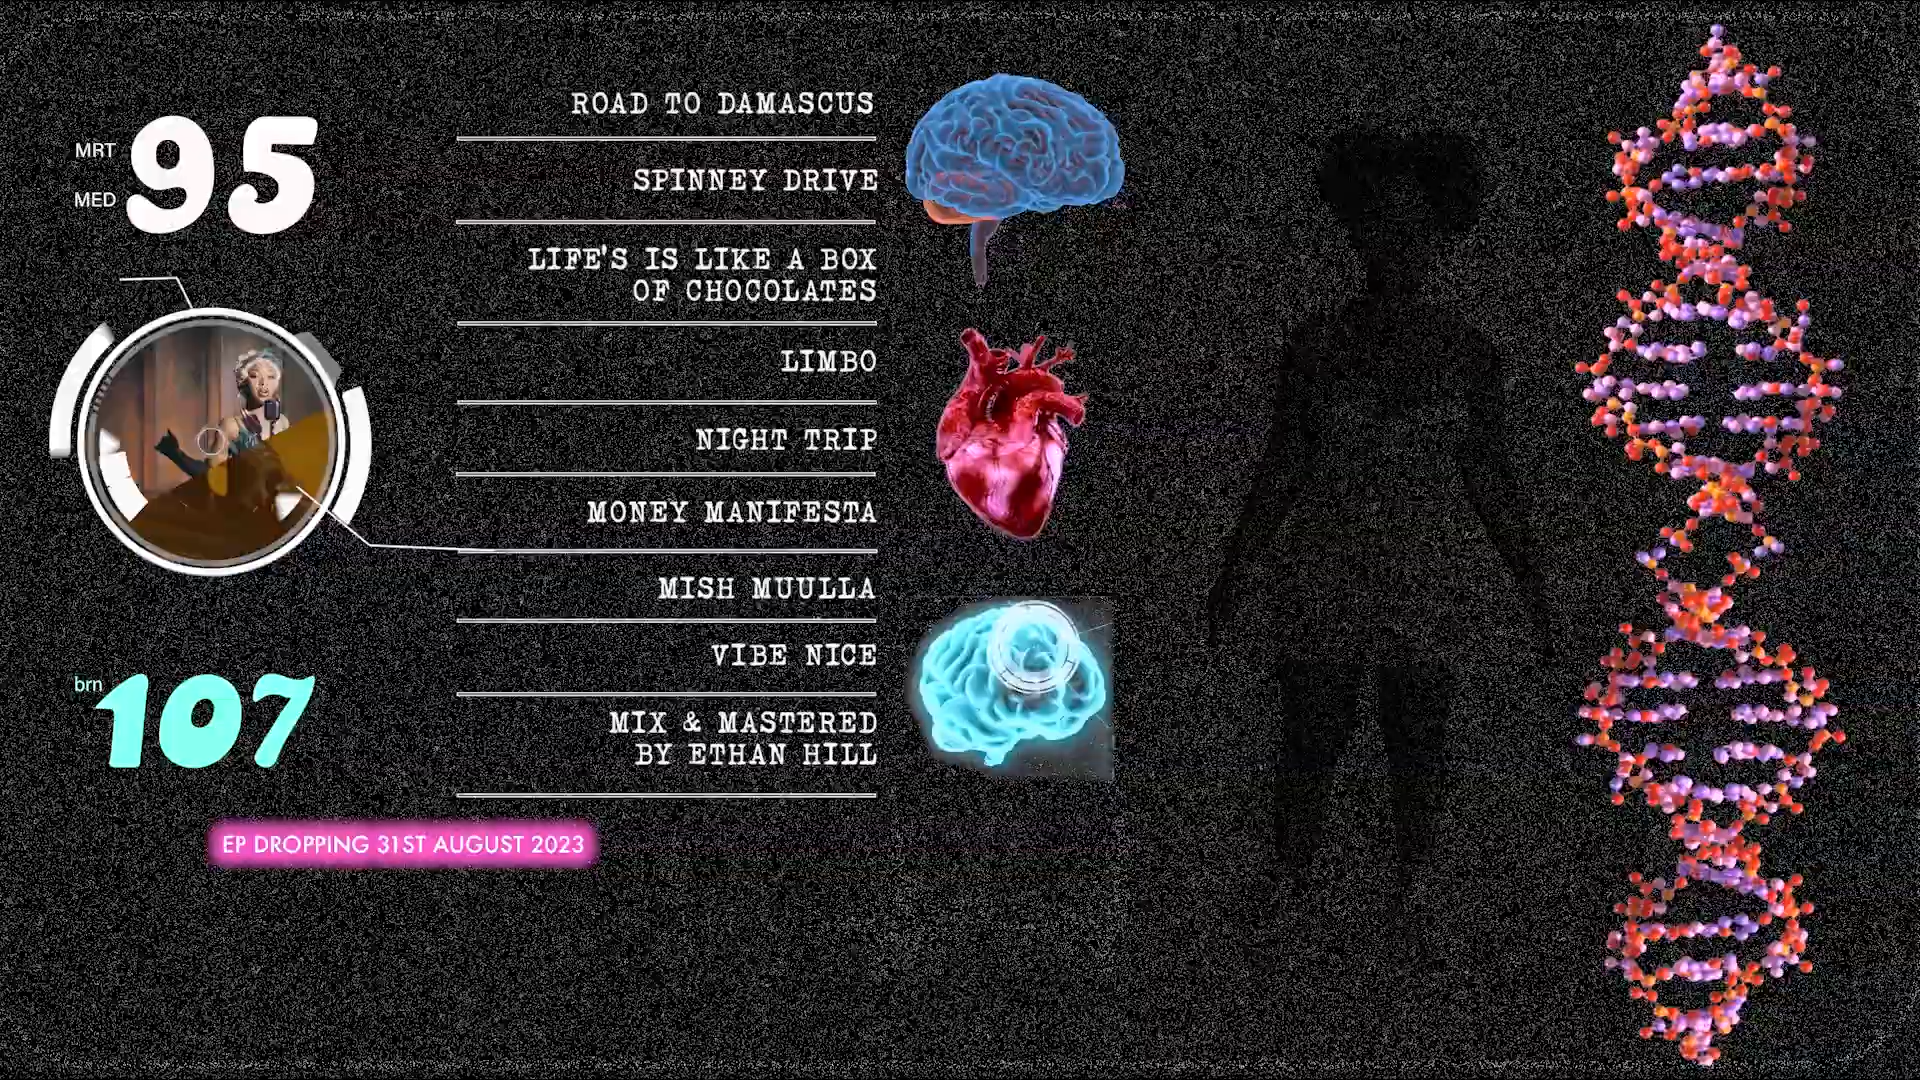 MRT
MED
95
ROAD TO DAMASCUS
SPINNEY DRIVE
LIFE'S IS LIKE A BOX
OF CHOCOLATES
LIMBO
NIGHT TRIP
MONEY MANIFESTA
MISH MUULLA
VIBE NICE
MIX & MASTERED
BY ETHAN HILL
brn
107
EP DROPPING 31ST AUGUST 2023